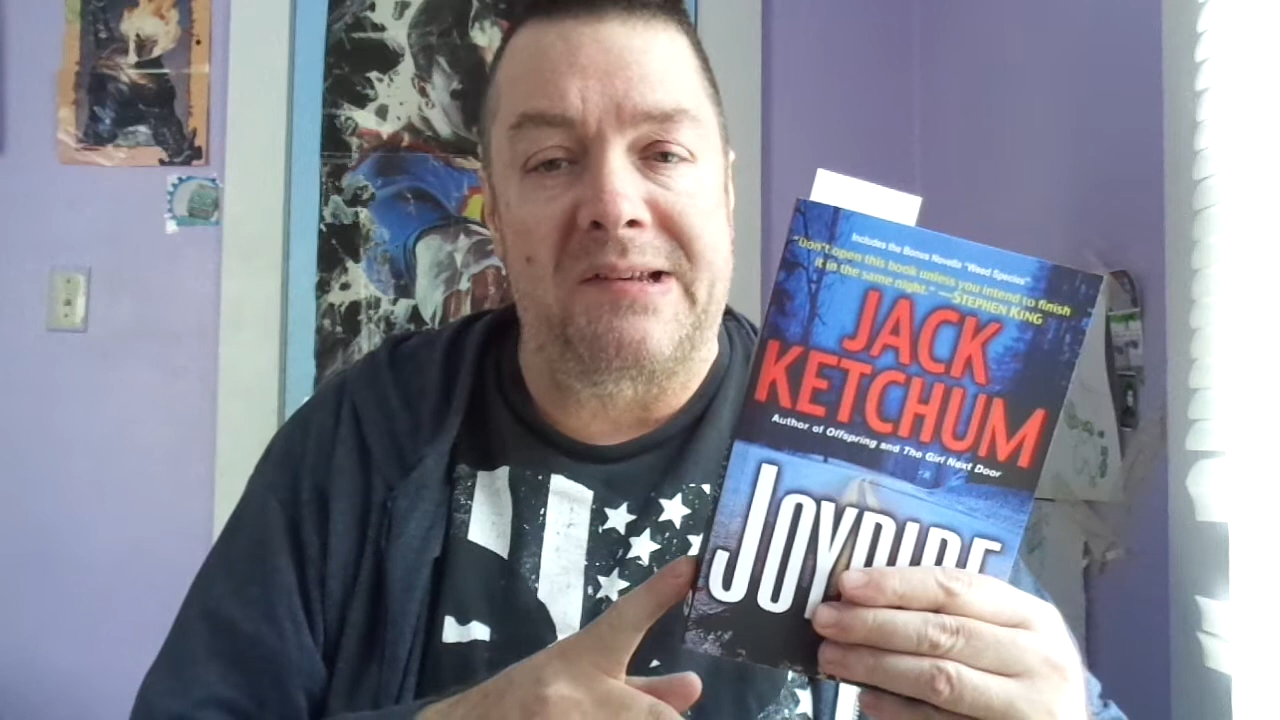 Includes the Bonus Novella "Weed Species"
"Don't open this book unless you intend to finish
it in the same night." —STEPHEN KING
JACK
KETCHUM
Author of Offspring and The Girl Next Door
JOYRIDE